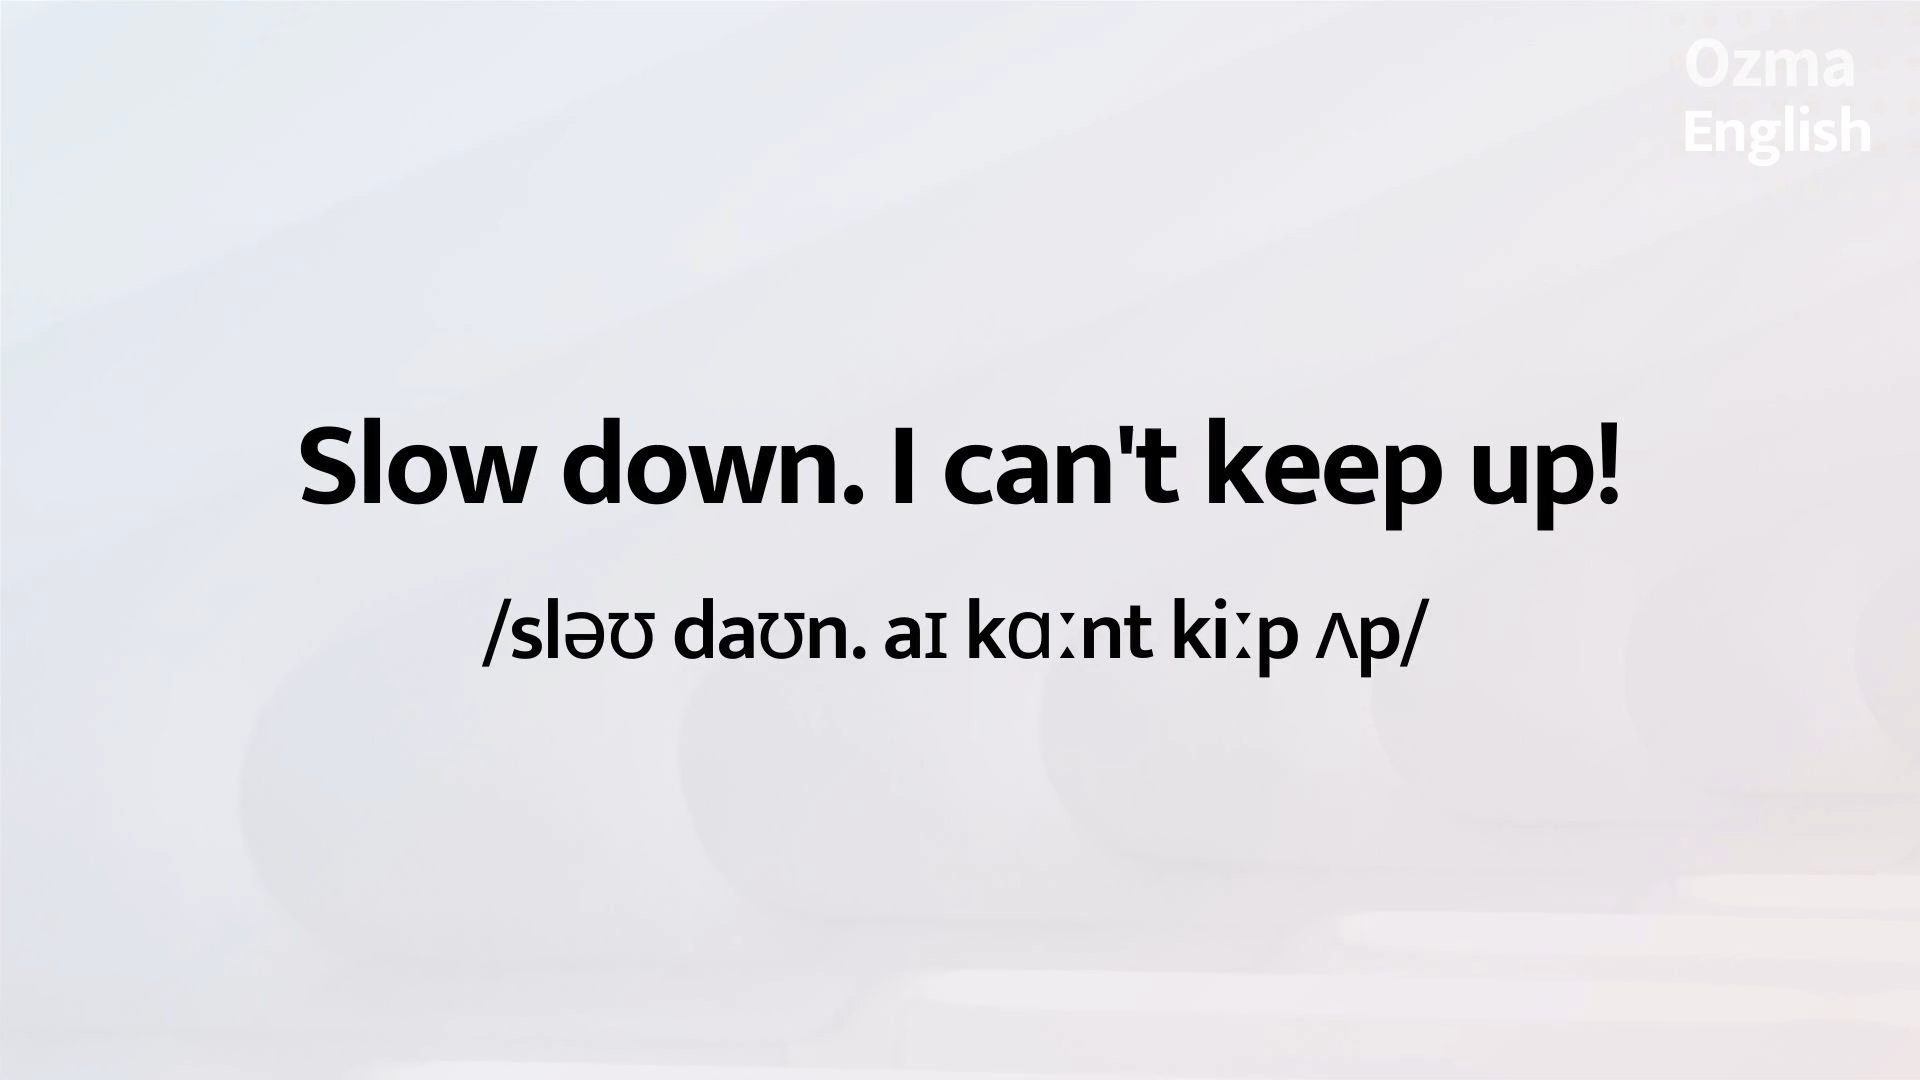 Ozma
English
Slow down. I can't keep up!
/sləʊ daʊn. aɪ kɑːnt kiːp ʌp/